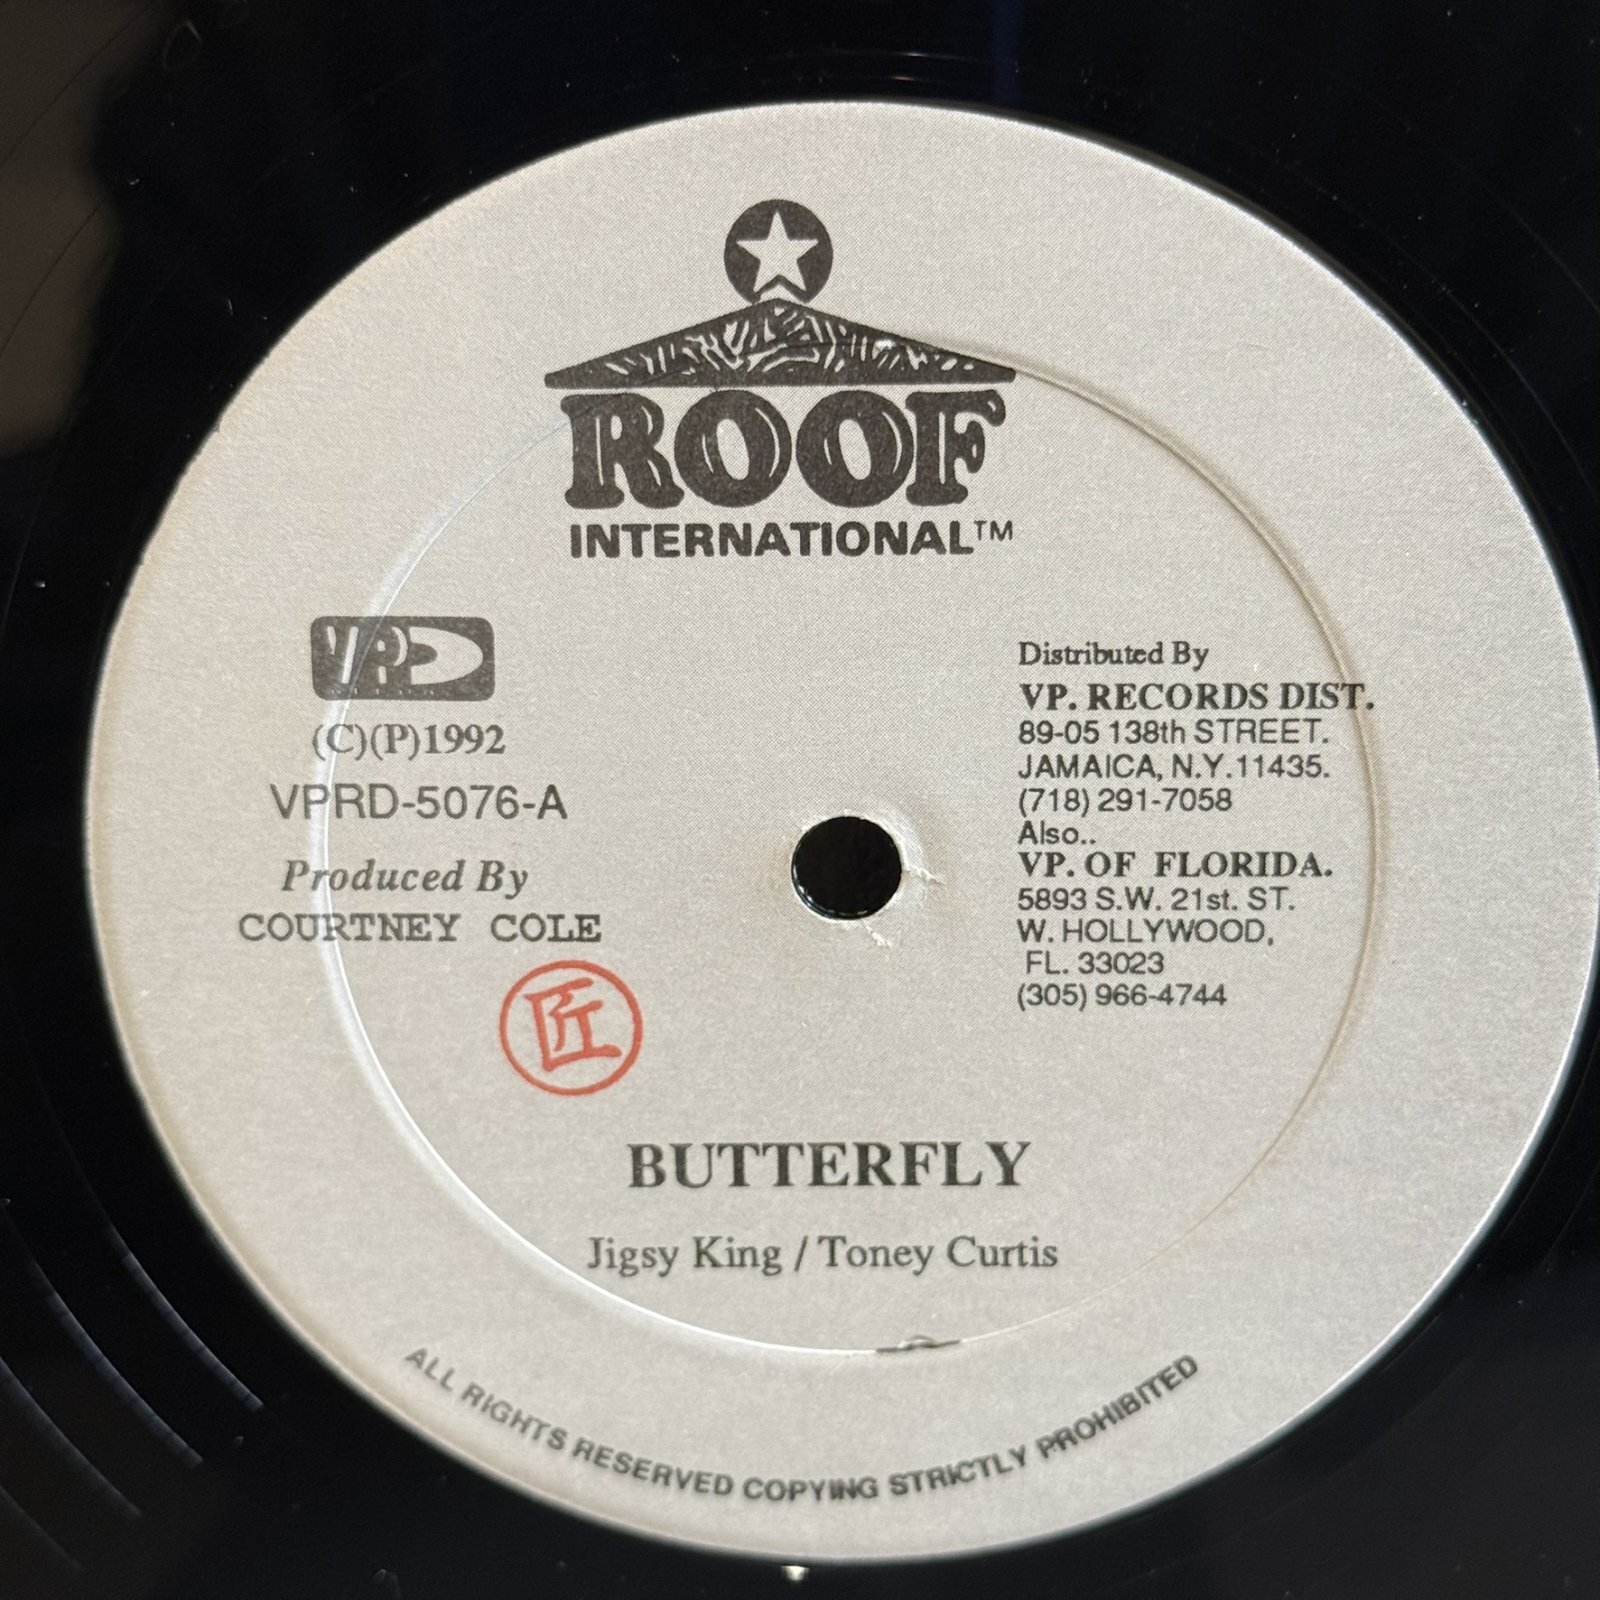 ROOF
INTERNATIONAL™
VPRD
(C)(P)1992
VPRD-5076-A
Produced By
COURTNEY COLE
匠
Distributed By
VP. RECORDS DIST.
89-05 138th STREET.
JAMAICA, N.Y.11435.
(718) 291-7058
Also..
VP. OF FLORIDA.
5893 S.W. 21st. ST.
W. HOLLYWOOD,
FL. 33023
(305) 966-4744
BUTTERFLY
Jigsy King / Toney Curtis
ALL RIGHTS RESERVED COPYING STRICTLY PROHIBITED